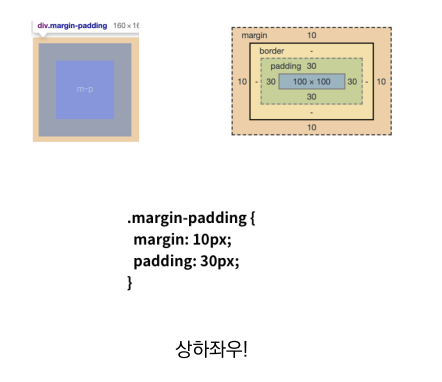 div.margin-padding 160 × 16
m-p
margin 10
border -
padding 30
10 - 30 100 × 100 30 - 10
30
-
10
.margin-padding {
margin: 10px;
padding: 30px;
}
상하좌우!